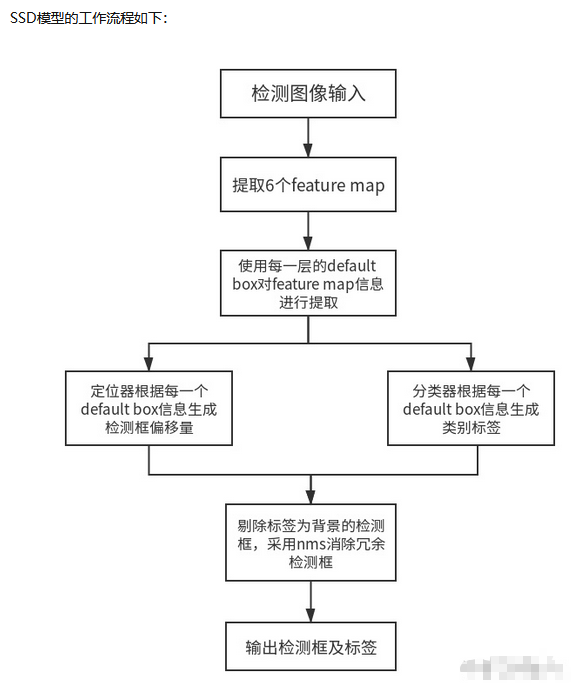 SSD模型的工作流程如下：
检测图像输入
提取6个feature map
使用每一层的default
box对feature map信息
进行提取
定位器根据每一个
default box信息生成
检测框偏移量
分类器根据每一个
default box信息生成
类别标签
剔除标签为背景的检测
框，采用nms消除冗余
检测框
输出检测框及标签